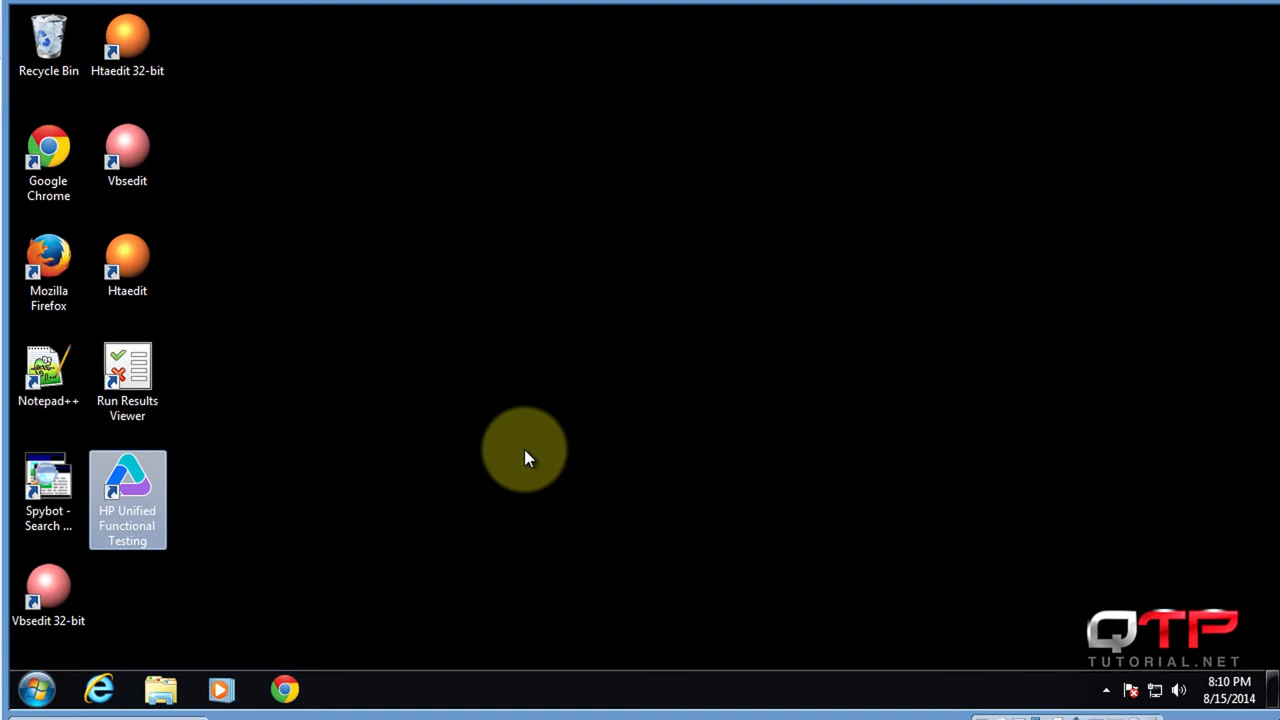 Recycle Bin
Htaedit 32-bit
Google
Chrome
Vbsedit
Mozilla
Firefox
Htaedit
Notepad++
Run Results
Viewer
Spybot -
Search ...
HP Unified
Functional
Testing
Vbsedit 32-bit
QTP
TUTORIAL.NET
8:10 PM
8/15/2014